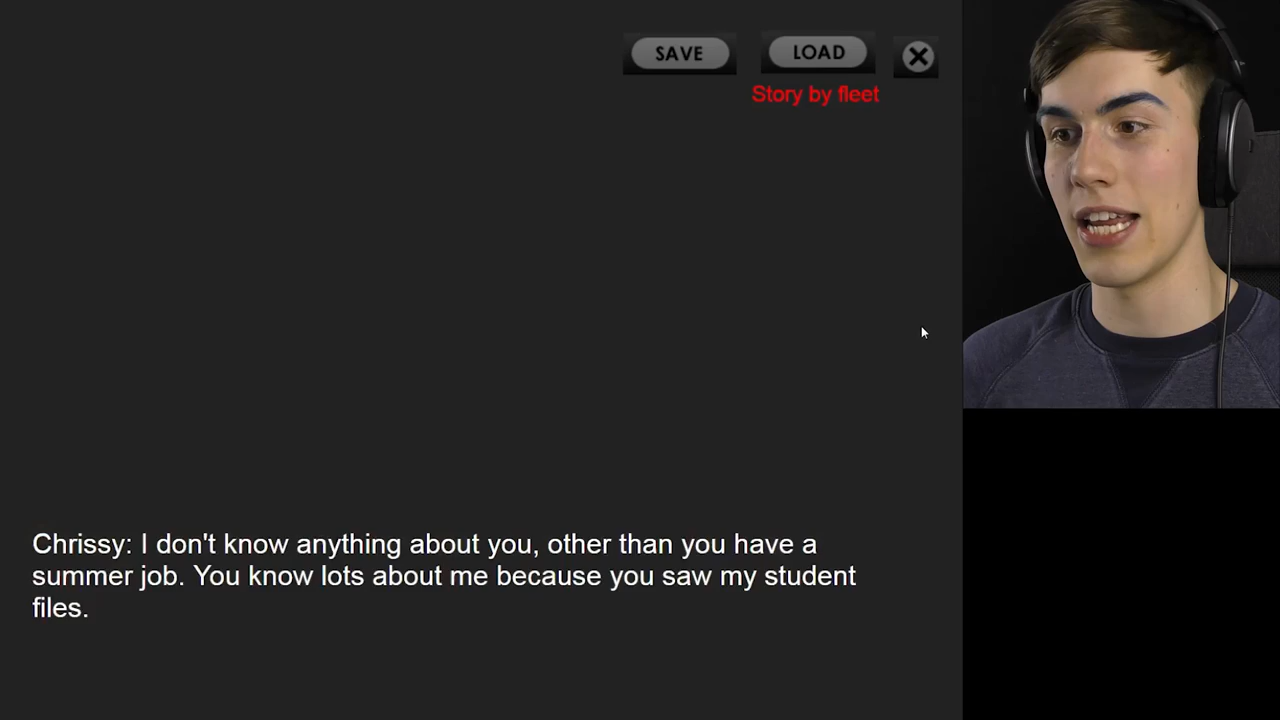 SAVE
LOAD
Story by fleet
Chrissy: I don't know anything about you, other than you have a
summer job. You know lots about me because you saw my student
files.